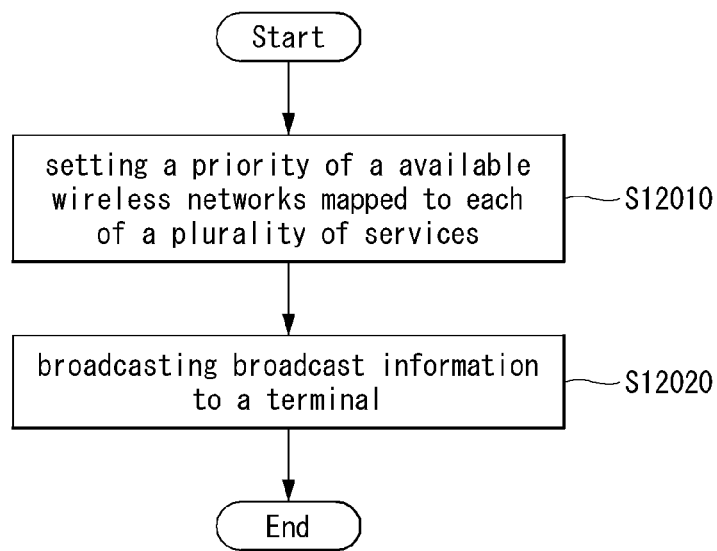 Start
setting a priority of a available
wireless networks mapped to each
of a plurality of services
S12010
broadcasting broadcast information
to a terminal
S12020
End